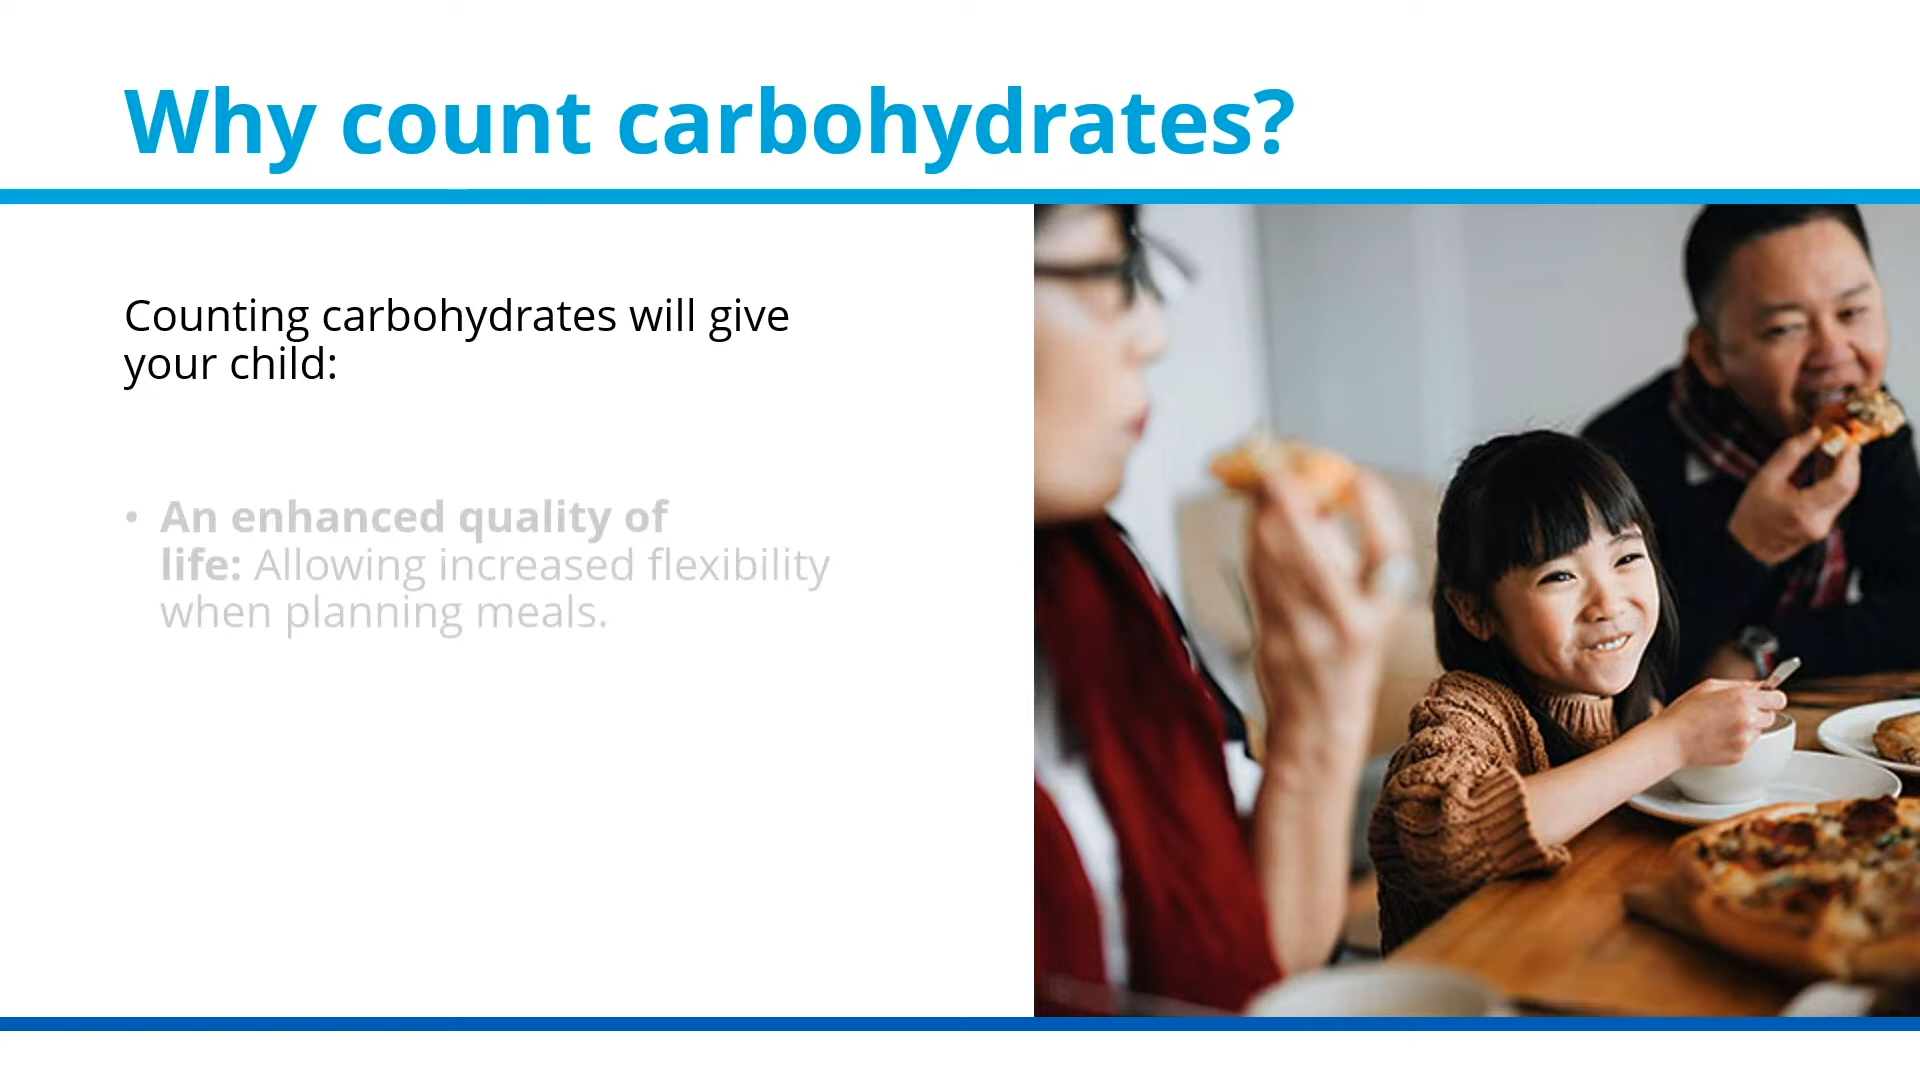 Why count carbohydrates?
Counting carbohydrates will give
your child:
• An enhanced quality of
life: Allowing increased flexibility
when planning meals.